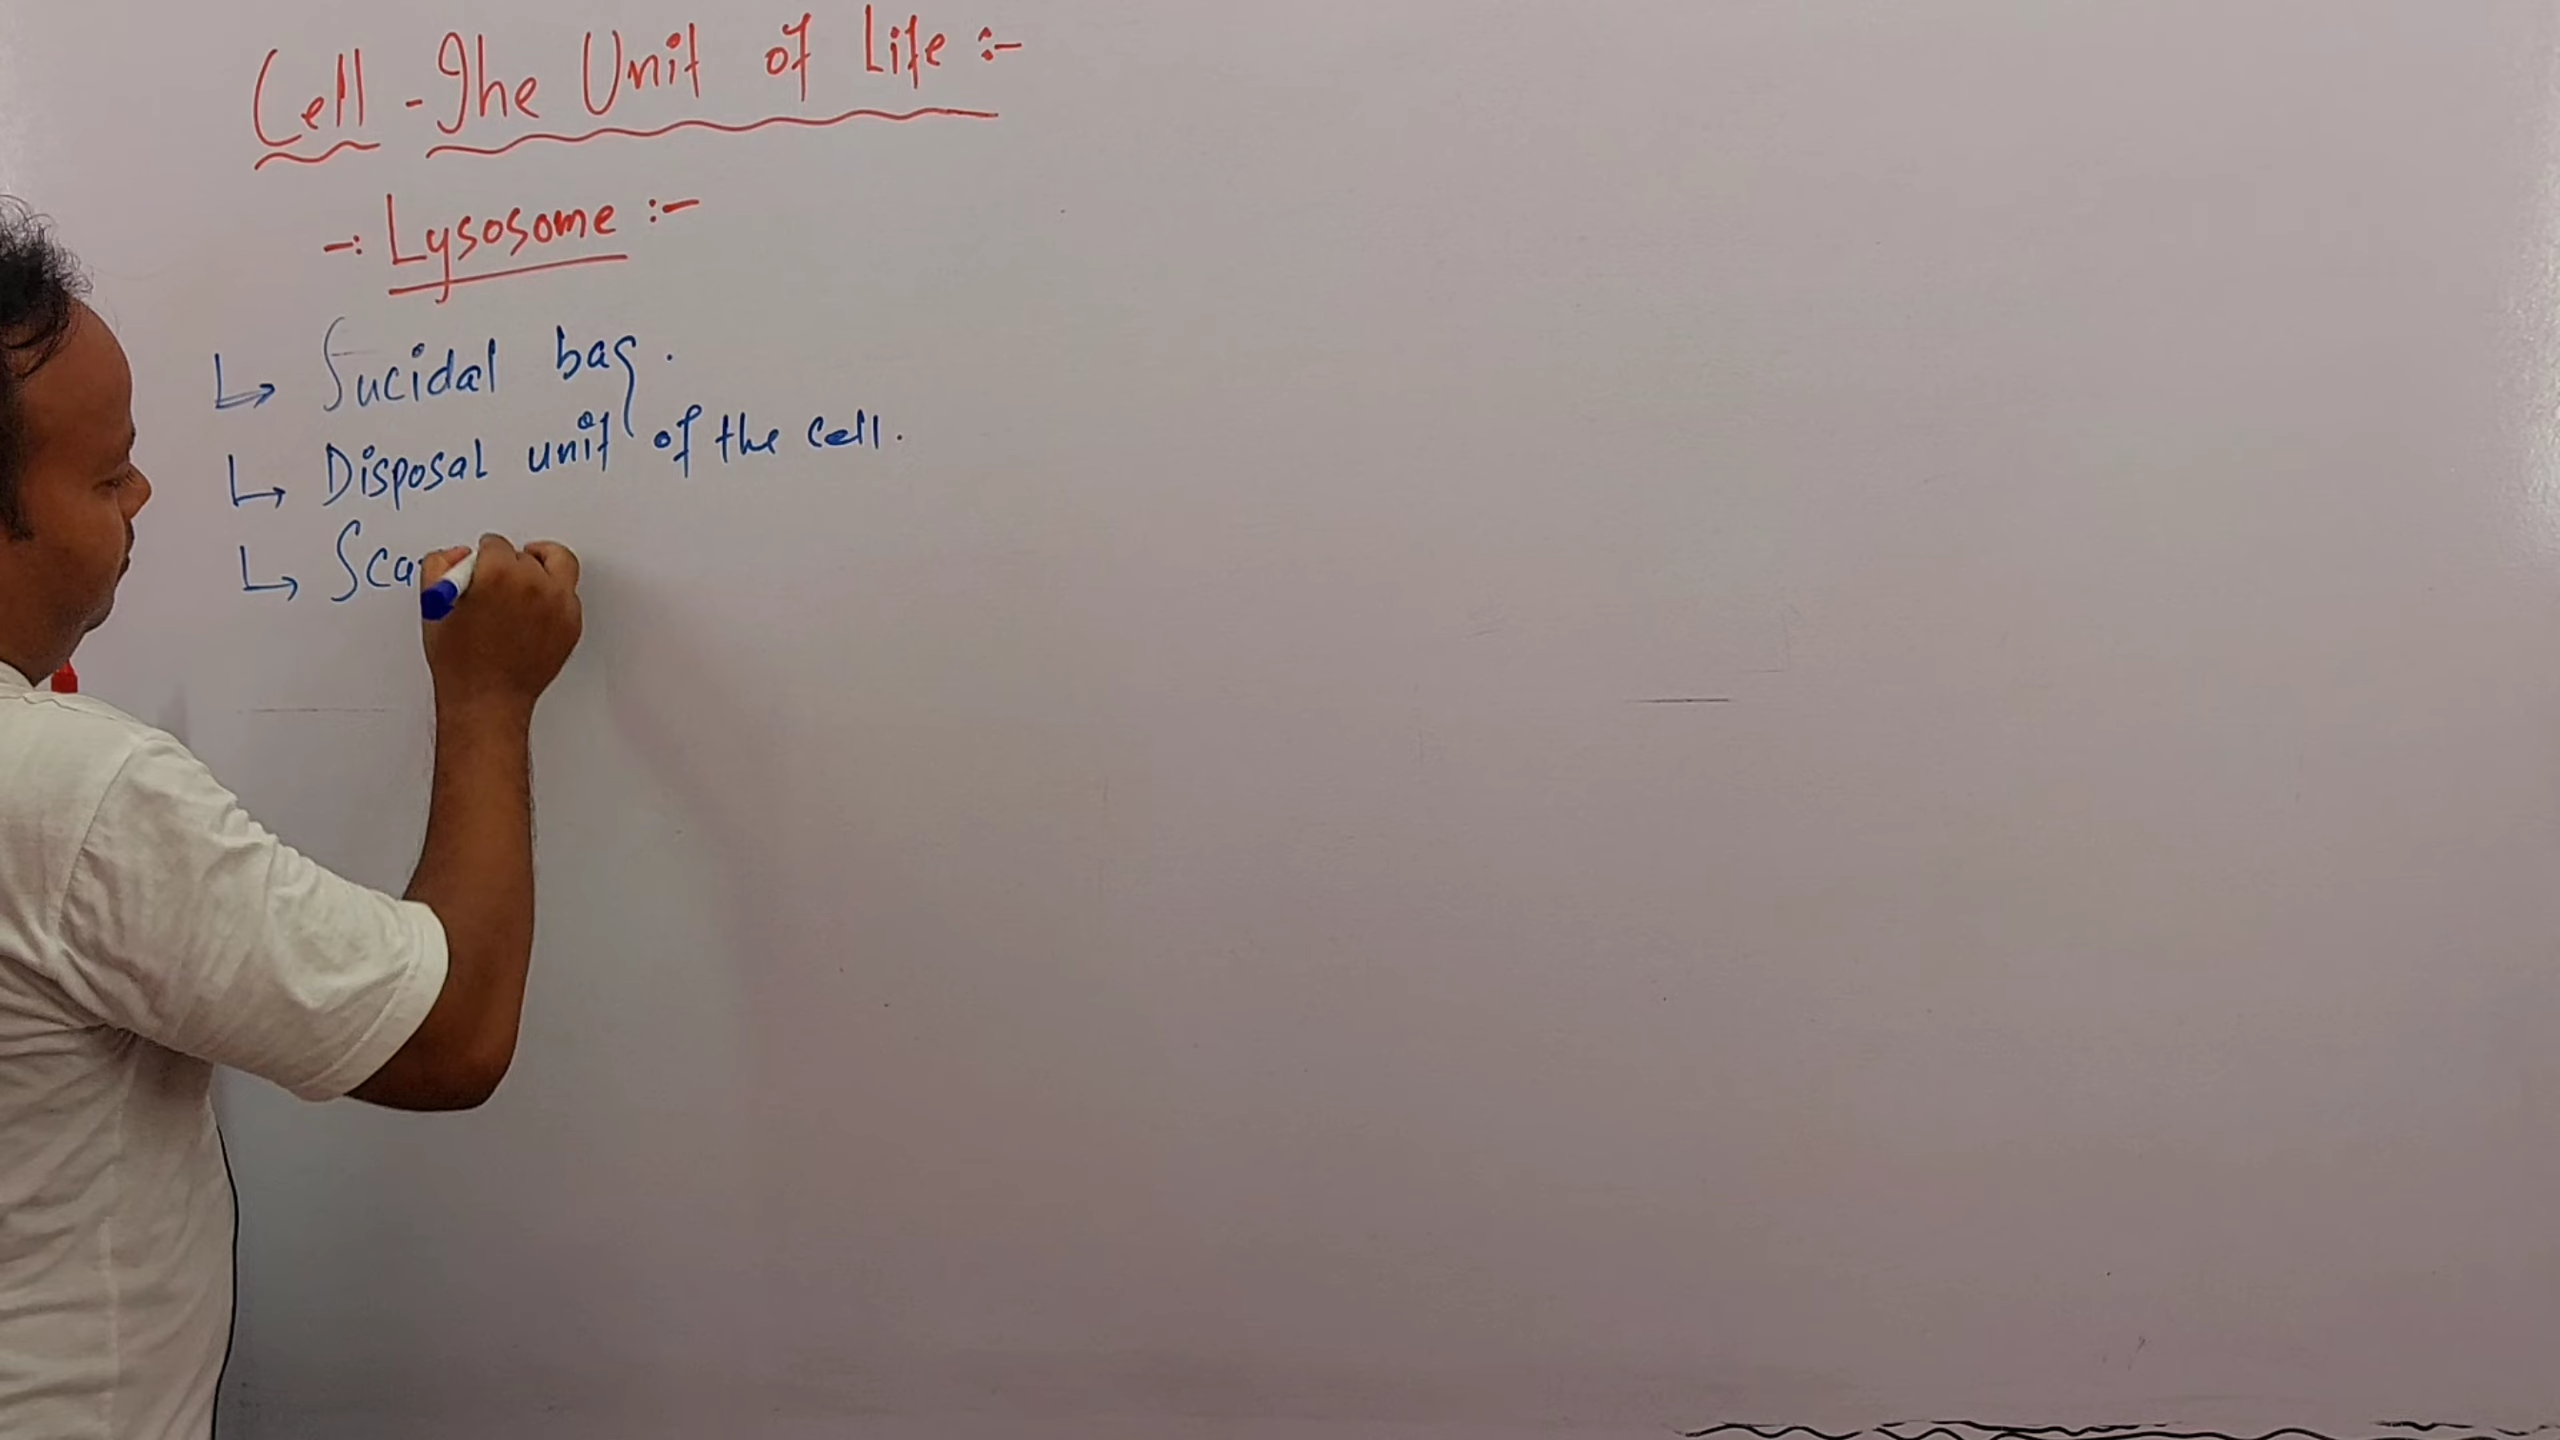 Cell - The Unit of Life :-
-: Lysosome :-
↳ Sucidal bag.
↳ Disposal unit of the cell.
↳ Sca